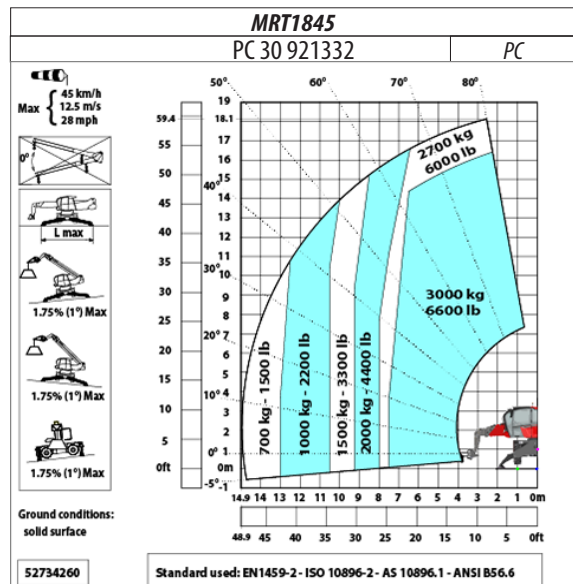 MRT1845
PC 30 921332
PC
Max
45 km/h
12.5 m/s
28 mph
0°
L max
1.75% (1°) Max
1.75% (1°) Max
1.75% (1°) Max
Ground conditions:
solid surface
52734260
50°
60°
70°
80°
40°
30°
20°
10°
0°
-5°
59.4
55
50
45
40
35
30
25
20
15
10
5
0ft
19
18.1
17
16
15
14
13
12
11
10
9
8
7
6
5
4
3
2
1
0m
-1
2700 kg
6000 lb
3000 kg
6600 lb
700 kg - 1500 lb
1000 kg - 2200 lb
1500 kg - 3300 lb
2000 kg - 4400 lb
14.9 14 13 12 11 10 9 8 7 6 5 4 3 2 1 0m
48.9 45 40 35 30 25 20 15 10 5 0ft
Standard used: EN1459-2 - ISO 10896-2 - AS 10896.1 - ANSI B56.6